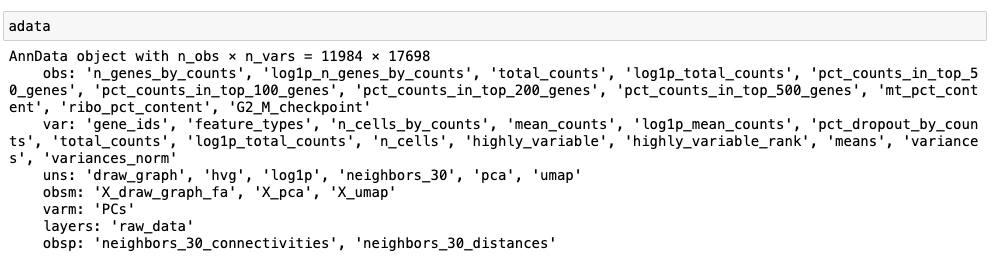 adata
AnnData object with n_obs × n_vars = 11984 × 17698
obs: 'n_genes_by_counts', 'log1p_n_genes_by_counts', 'total_counts', 'log1p_total_counts', 'pct_counts_in_top_5
0_genes', 'pct_counts_in_top_100_genes', 'pct_counts_in_top_200_genes', 'pct_counts_in_top_500_genes', 'mt_pct_cont
ent', 'ribo_pct_content', 'G2_M_checkpoint'
var: 'gene_ids', 'feature_types', 'n_cells_by_counts', 'mean_counts', 'log1p_mean_counts', 'pct_dropout_by_coun
ts', 'total_counts', 'log1p_total_counts', 'n_cells', 'highly_variable', 'highly_variable_rank', 'means', 'variance
s', 'variances_norm'
uns: 'draw_graph', 'hvg', 'log1p', 'neighbors_30', 'pca', 'umap'
obsm: 'X_draw_graph_fa', 'X_pca', 'X_umap'
varm: 'PCs'
layers: 'raw_data'
obsp: 'neighbors_30_connectivities', 'neighbors_30_distances'